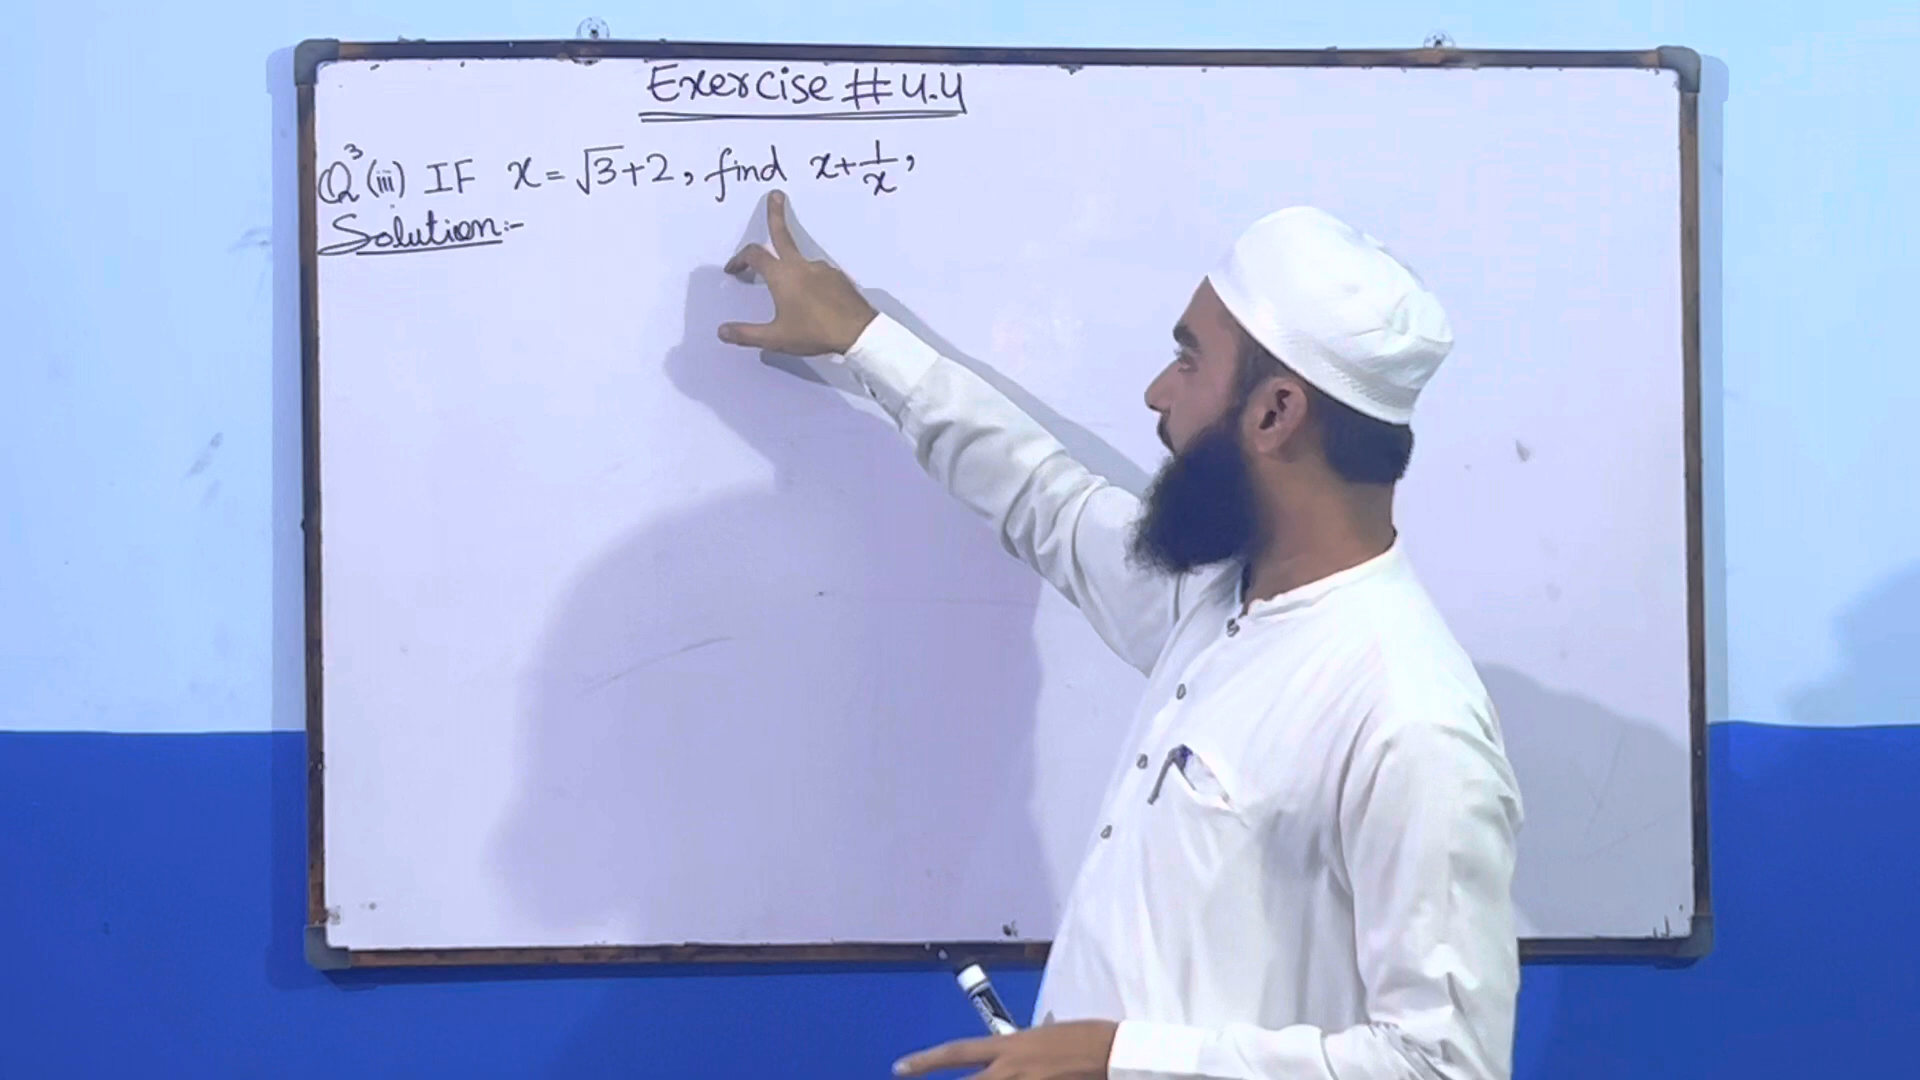 Exercise # 4.4
Q3 (iii) IF x = √3+2, find x+1/x,
Solution:-